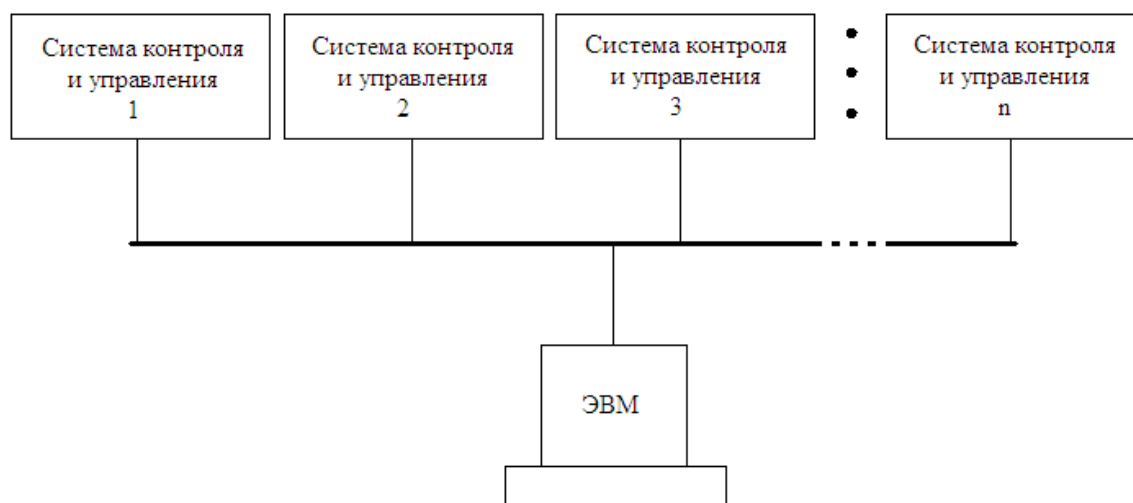 Система контроля
и управления
1
Система контроля
и управления
2
Система контроля
и управления
3
Система контроля
и управления
n
ЭВМ